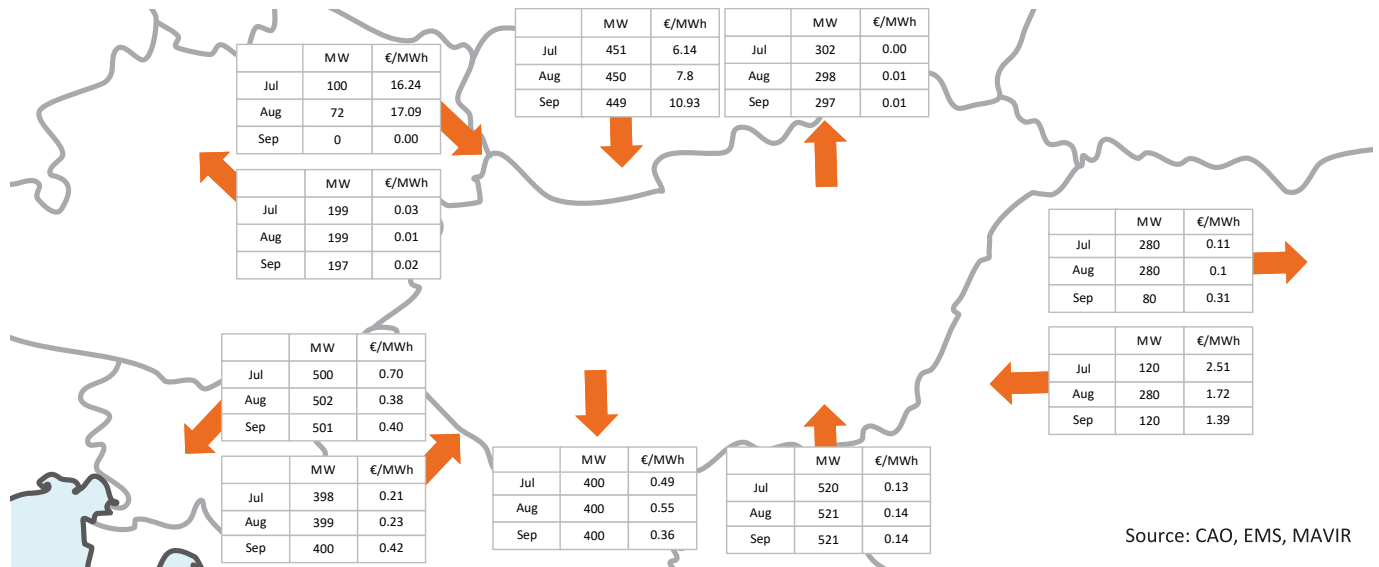 MW €/MWh
Jul 100 16.24
Aug 72 17.09
Sep 0 0.00
MW €/MWh
Jul 451 6.14
Aug 450 7.8
Sep 449 10.93
MW €/MWh
Jul 302 0.00
Aug 298 0.01
Sep 297 0.01
MW €/MWh
Jul 199 0.03
Aug 199 0.01
Sep 197 0.02
MW €/MWh
Jul 280 0.11
Aug 280 0.1
Sep 80 0.31
MW €/MWh
Jul 120 2.51
Aug 280 1.72
Sep 120 1.39
MW €/MWh
Jul 500 0.70
Aug 502 0.38
Sep 501 0.40
MW €/MWh
Jul 398 0.21
Aug 399 0.23
Sep 400 0.42
MW €/MWh
Jul 400 0.49
Aug 400 0.55
Sep 400 0.36
MW €/MWh
Jul 520 0.13
Aug 521 0.14
Sep 521 0.14
Source: CAO, EMS, MAVIR